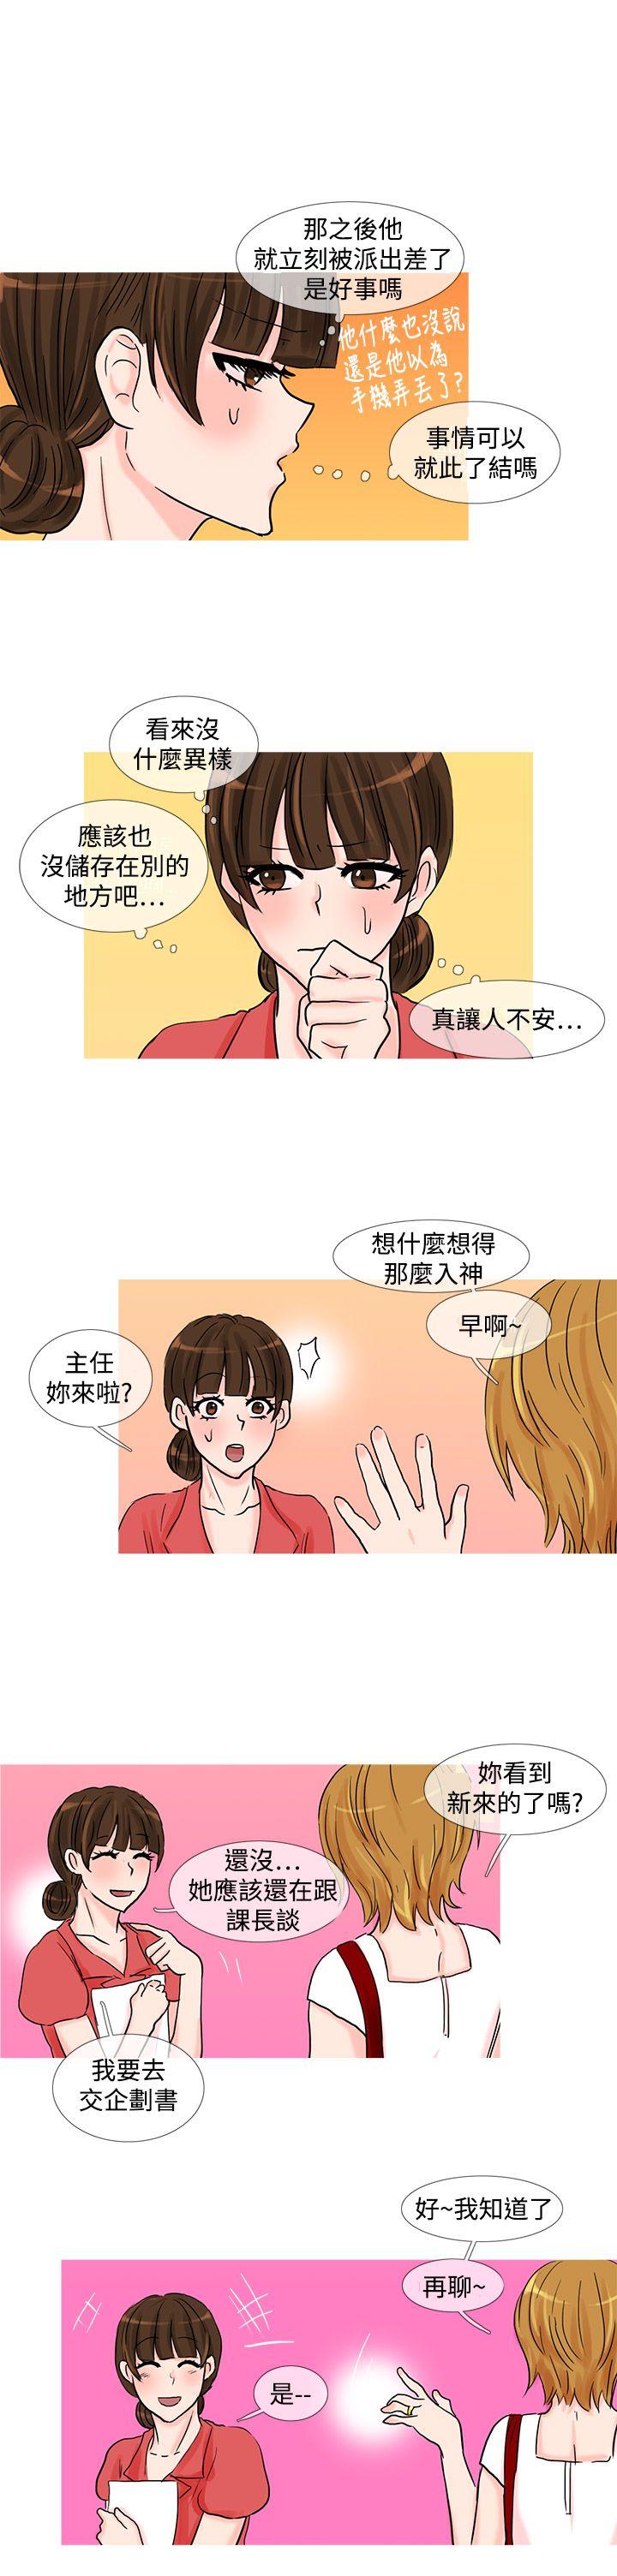 那之後他
就立刻被派出差了
是好事嗎
他什麼也沒說
還是他以為
手機弄丟了?
事情可以
就此了結嗎
看來沒
什麼異樣
應該也
沒儲存在別的
地方吧...
真讓人不安...
想什麼想得
那麼入神
早啊~
主任
妳來啦?
妳看到
新來的了嗎?
還沒...
她應該還在跟
課長談
我要去
交企劃書
好~我知道了
再聊~
是--